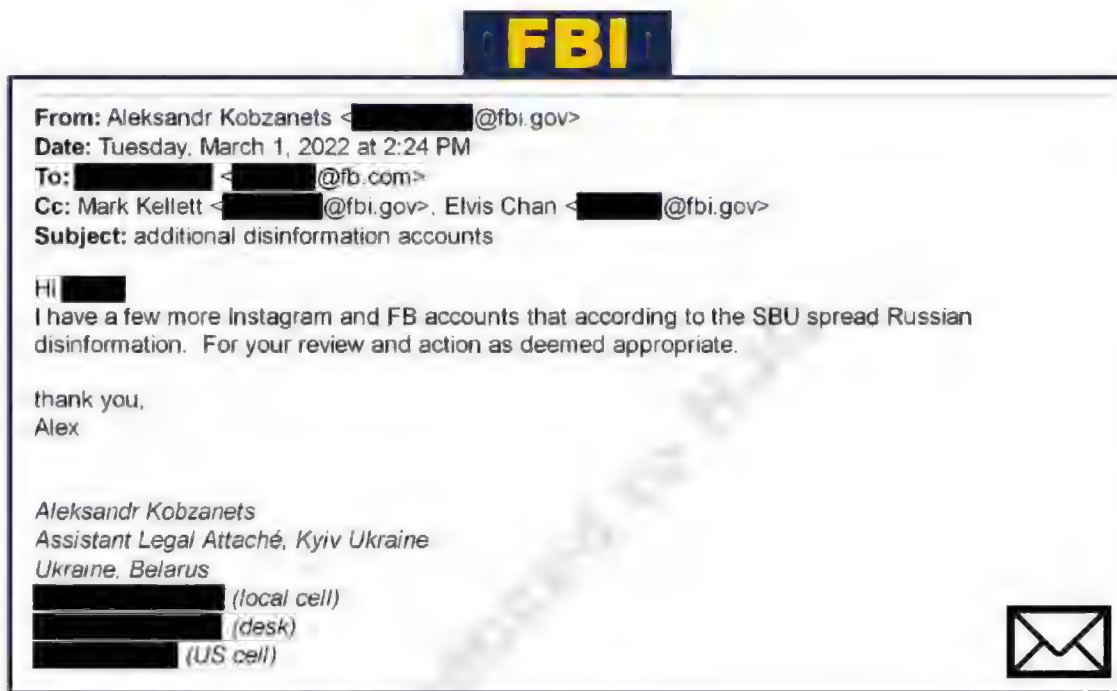 FBI
From: Aleksandr Kobzanets < @fbi.gov>
Date: Tuesday, March 1, 2022 at 2:24 PM
To: < @fb.com>
Cc: Mark Kellett < @fbi.gov>, Elvis Chan < @fbi.gov>
Subject: additional disinformation accounts
Hi
I have a few more Instagram and FB accounts that according to the SBU spread Russian
disinformation. For your review and action as deemed appropriate.
thank you,
Alex
Aleksandr Kobzanets
Assistant Legal Attaché, Kyiv Ukraine
Ukraine, Belarus
(local cell)
(desk)
(US cell)